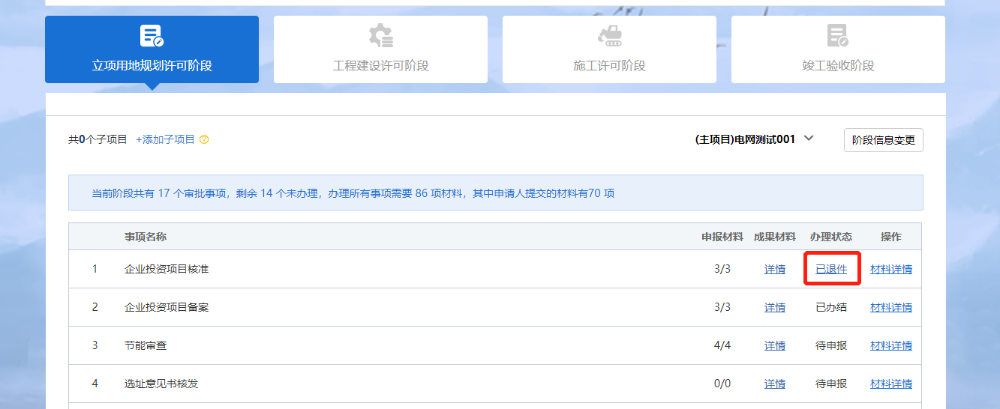 立项用地规划许可阶段 工程建设许可阶段 施工许可阶段 竣工验收阶段
共0个子项目 +添加子项目 ? (主项目)电网测试001 阶段信息变更
当前阶段共有 17 个审批事项，剩余 14 个未办理，办理所有事项需要 86 项材料，其中申请人提交的材料有70 项
事项名称 申报材料 成果材料 办理状态 操作
1 企业投资项目核准 3/3 详情 已退件 材料详情
2 企业投资项目备案 3/3 详情 已办结 材料详情
3 节能审查 4/4 详情 待申报 材料详情
4 选址意见书核发 0/0 详情 待申报 材料详情